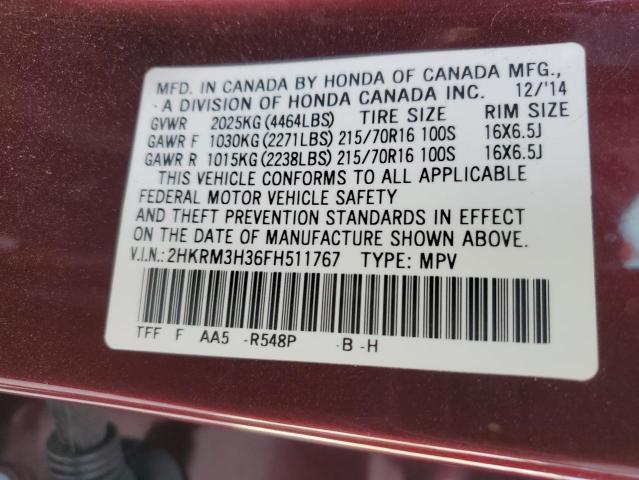 MFD. IN CANADA BY HONDA OF CANADA MFG.,
A DIVISION OF HONDA CANADA INC. 12/'14
GVWR 2025KG (4464LBS) TIRE SIZE RIM SIZE
GAWR F 1030KG (2271LBS) 215/70R16 100S 16X6.5J
GAWR R 1015KG (2238LBS) 215/70R16 100S 16X6.5J
THIS VEHICLE CONFORMS TO ALL APPLICABLE
FEDERAL MOTOR VEHICLE SAFETY
AND THEFT PREVENTION STANDARDS IN EFFECT
ON THE DATE OF MANUFACTURE SHOWN ABOVE.
V.I.N.: 2HKRM3H36FH511767 TYPE: MPV
TFF F AA5 -R548P -B -H